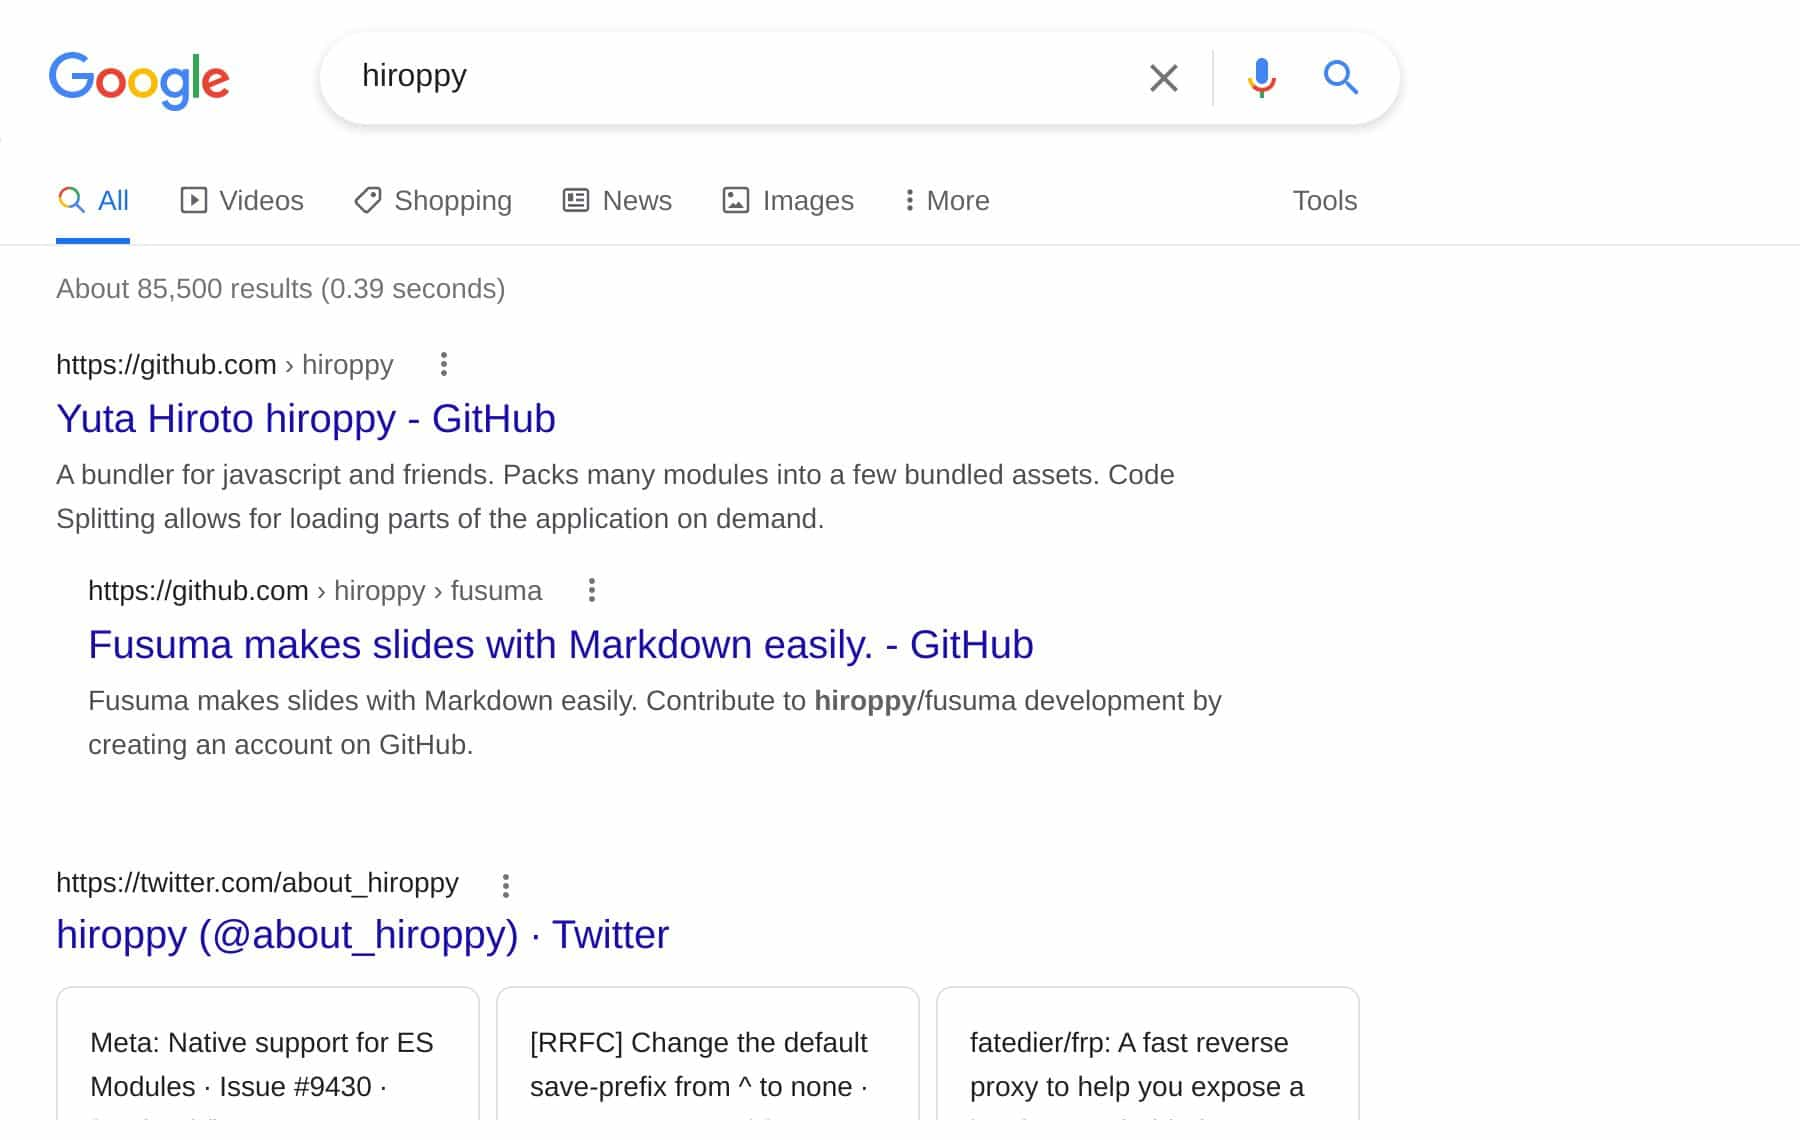 Google
hiroppy
All Videos Shopping News Images More Tools
About 85,500 results (0.39 seconds)
https://github.com › hiroppy
Yuta Hiroto hiroppy - GitHub
A bundler for javascript and friends. Packs many modules into a few bundled assets. Code
Splitting allows for loading parts of the application on demand.
https://github.com › hiroppy › fusuma
Fusuma makes slides with Markdown easily. - GitHub
Fusuma makes slides with Markdown easily. Contribute to hiroppy/fusuma development by
creating an account on GitHub.
https://twitter.com/about_hiroppy
hiroppy (@about_hiroppy) · Twitter
Meta: Native support for ES
Modules · Issue #9430 ·
[RRFC] Change the default
save-prefix from ^ to none ·
fatedier/frp: A fast reverse
proxy to help you expose a